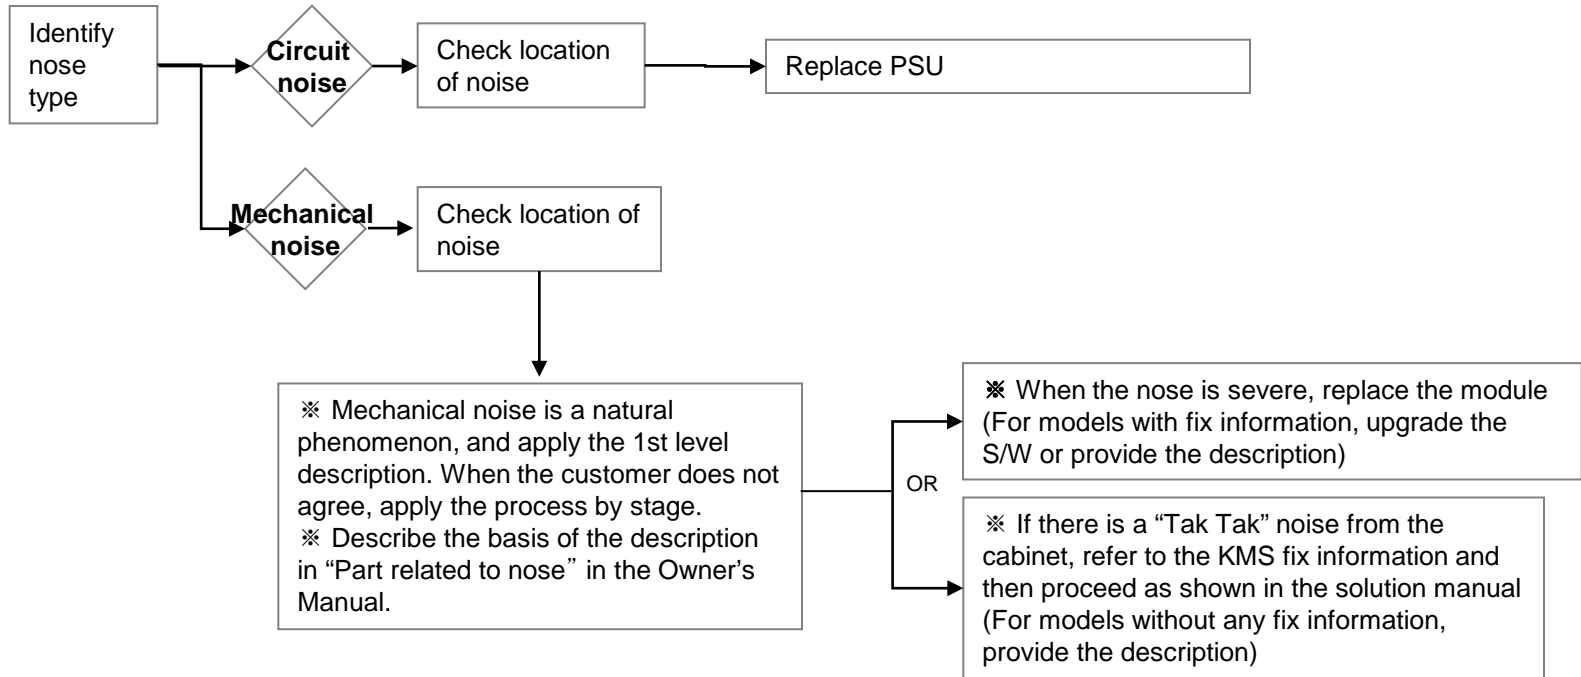 Identify
nose
type
Circuit
noise
Check location
of noise
Replace PSU
Mechanical
noise
Check location of
noise
※ Mechanical noise is a natural
phenomenon, and apply the 1st level
description. When the customer does not
agree, apply the process by stage.
※ Describe the basis of the description
in “Part related to nose” in the Owner’s
Manual.
OR
※ When the nose is severe, replace the module
(For models with fix information, upgrade the
S/W or provide the description)
※ If there is a “Tak Tak” noise from the
cabinet, refer to the KMS fix information and
then proceed as shown in the solution manual
(For models without any fix information,
provide the description)